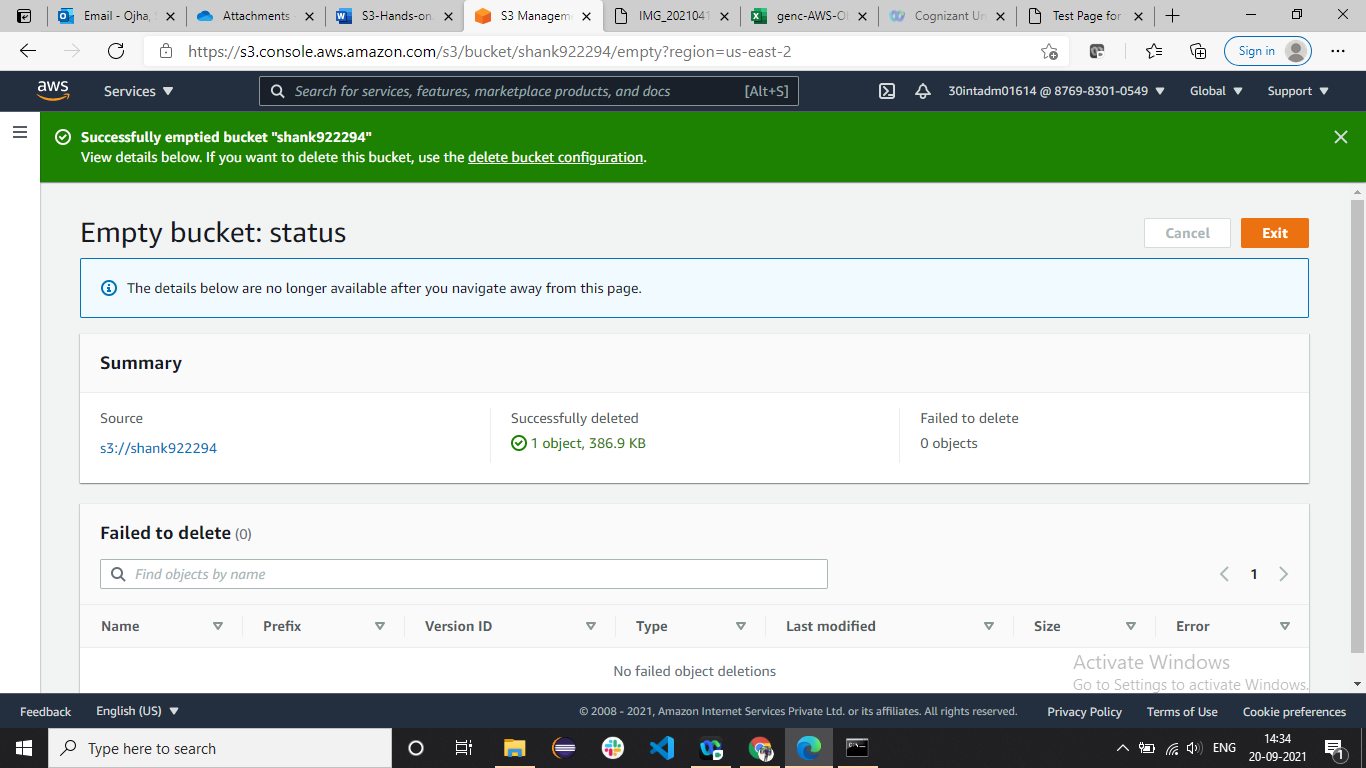 Email - Ojha,
Attachments
S3-Hands-on
S3 Manageme
IMG_2021041
genc-AWS-Ol
Cognizant Un
Test Page for
https://s3.console.aws.amazon.com/s3/bucket/shank922294/empty?region=us-east-2
Sign in
aws
Services
Search for services, features, marketplace products, and docs
[Alt+S]
30intadm01614 @ 8769-8301-0549
Global
Support
Successfully emptied bucket "shank922294"
View details below. If you want to delete this bucket, use the delete bucket configuration.
Empty bucket: status
Cancel
Exit
The details below are no longer available after you navigate away from this page.
Summary
Source
Successfully deleted
Failed to delete
s3://shank922294
1 object, 386.9 KB
0 objects
Failed to delete (0)
Find objects by name
1
Name
Prefix
Version ID
Type
Last modified
Size
Error
No failed object deletions
Activate Windows
Go to Settings to activate Windows.
Feedback
English (US)
© 2008 - 2021, Amazon Internet Services Private Ltd. or its affiliates. All rights reserved.
Privacy Policy
Terms of Use
Cookie preferences
Type here to search
ENG
14:34
20-09-2021
1